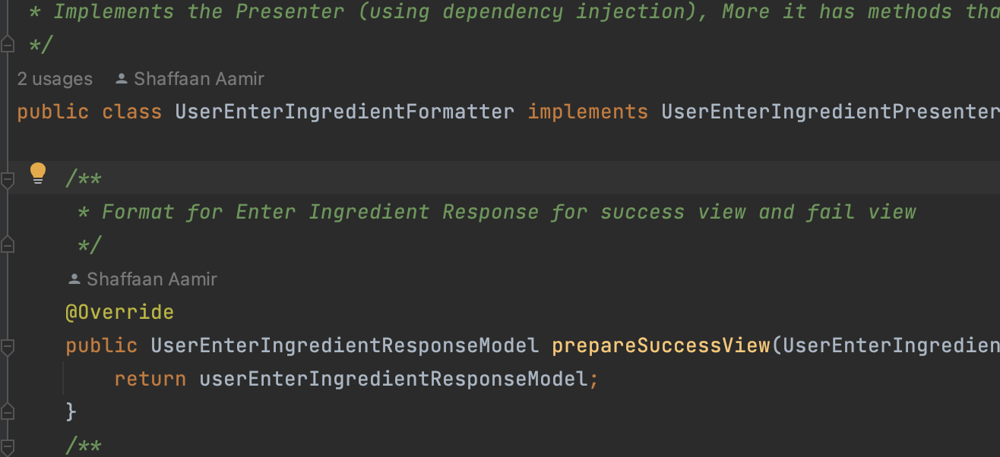 * Implements the Presenter (using dependency injection), More it has methods
*/
2 usages Shaffaan Aamir
public class UserEnterIngredientFormatter implements UserEnterIngredientPresenter
/**
* Format for Enter Ingredient Response for success view and fail view
*/
Shaffaan Aamir
@Override
public UserEnterIngredientResponseModel prepareSuccessView(UserEnterIngredien
return userEnterIngredientResponseModel;
}
/**